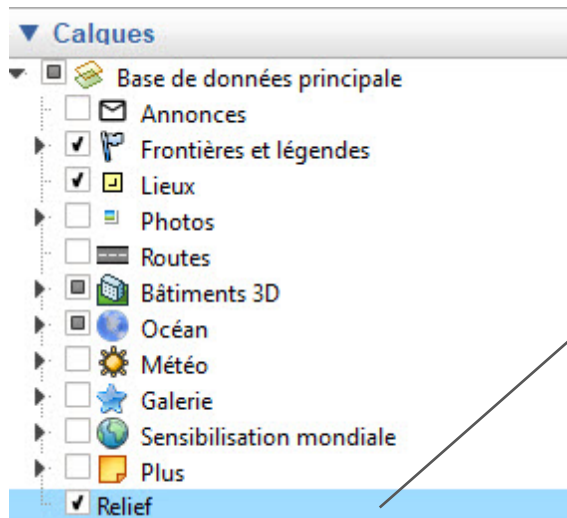 Calques
Base de données principale
Annonces
Frontières et légendes
Lieux
Photos
Routes
Bâtiments 3D
Océan
Météo
Galerie
Sensibilisation mondiale
Plus
Relief